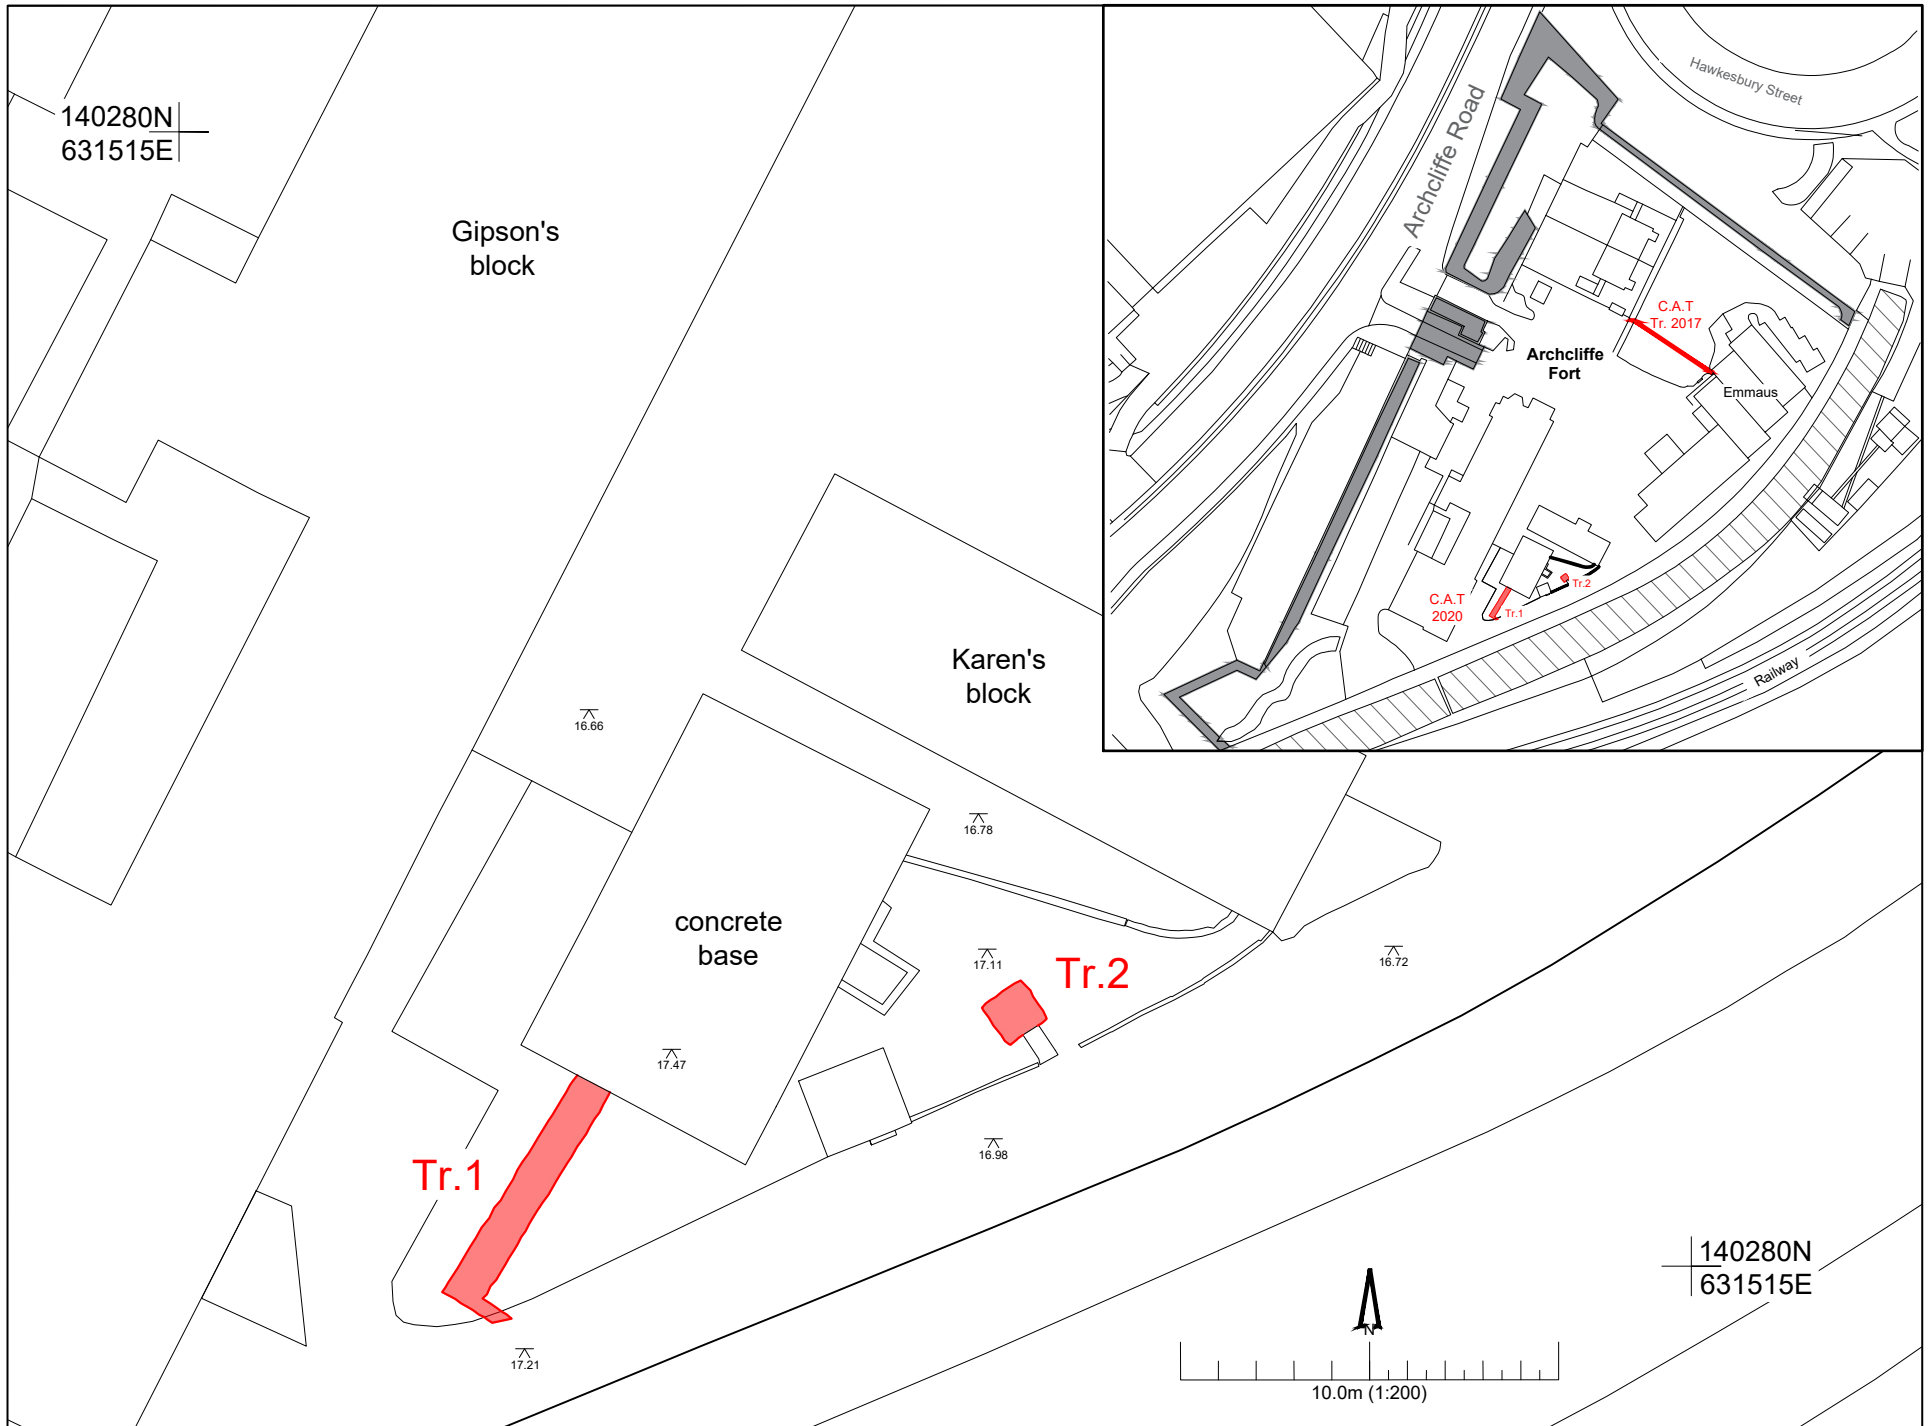 140280N
631515E
Gipson's
block
Karen's
block
16.66
16.78
concrete
base
17.11
Tr.2
16.72
17.47
Tr.1
16.98
17.21
140280N
631515E
N
10.0m (1:200)
Hawkesbury Street
Archcliffe Road
C.A.T
Tr. 2017
Archcliffe
Fort
Emmaus
Tr.2
C.A.T
2020
Tr.1
Railway